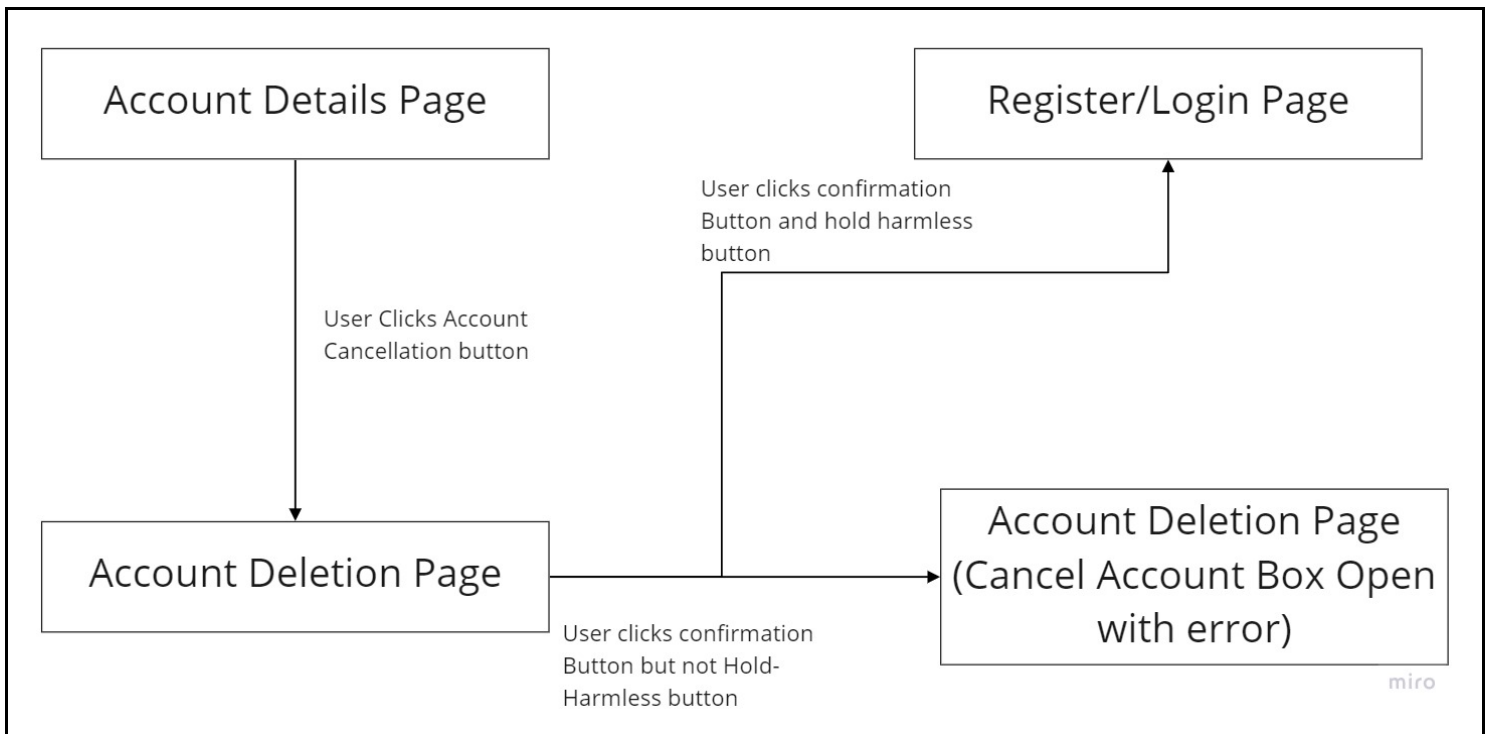 Account Details Page
Register/Login Page
User clicks confirmation
Button and hold harmless
button
User Clicks Account
Cancellation button
Account Deletion Page
Account Deletion Page
(Cancel Account Box Open
with error)
User clicks confirmation
Button but not Hold-
Harmless button
miro